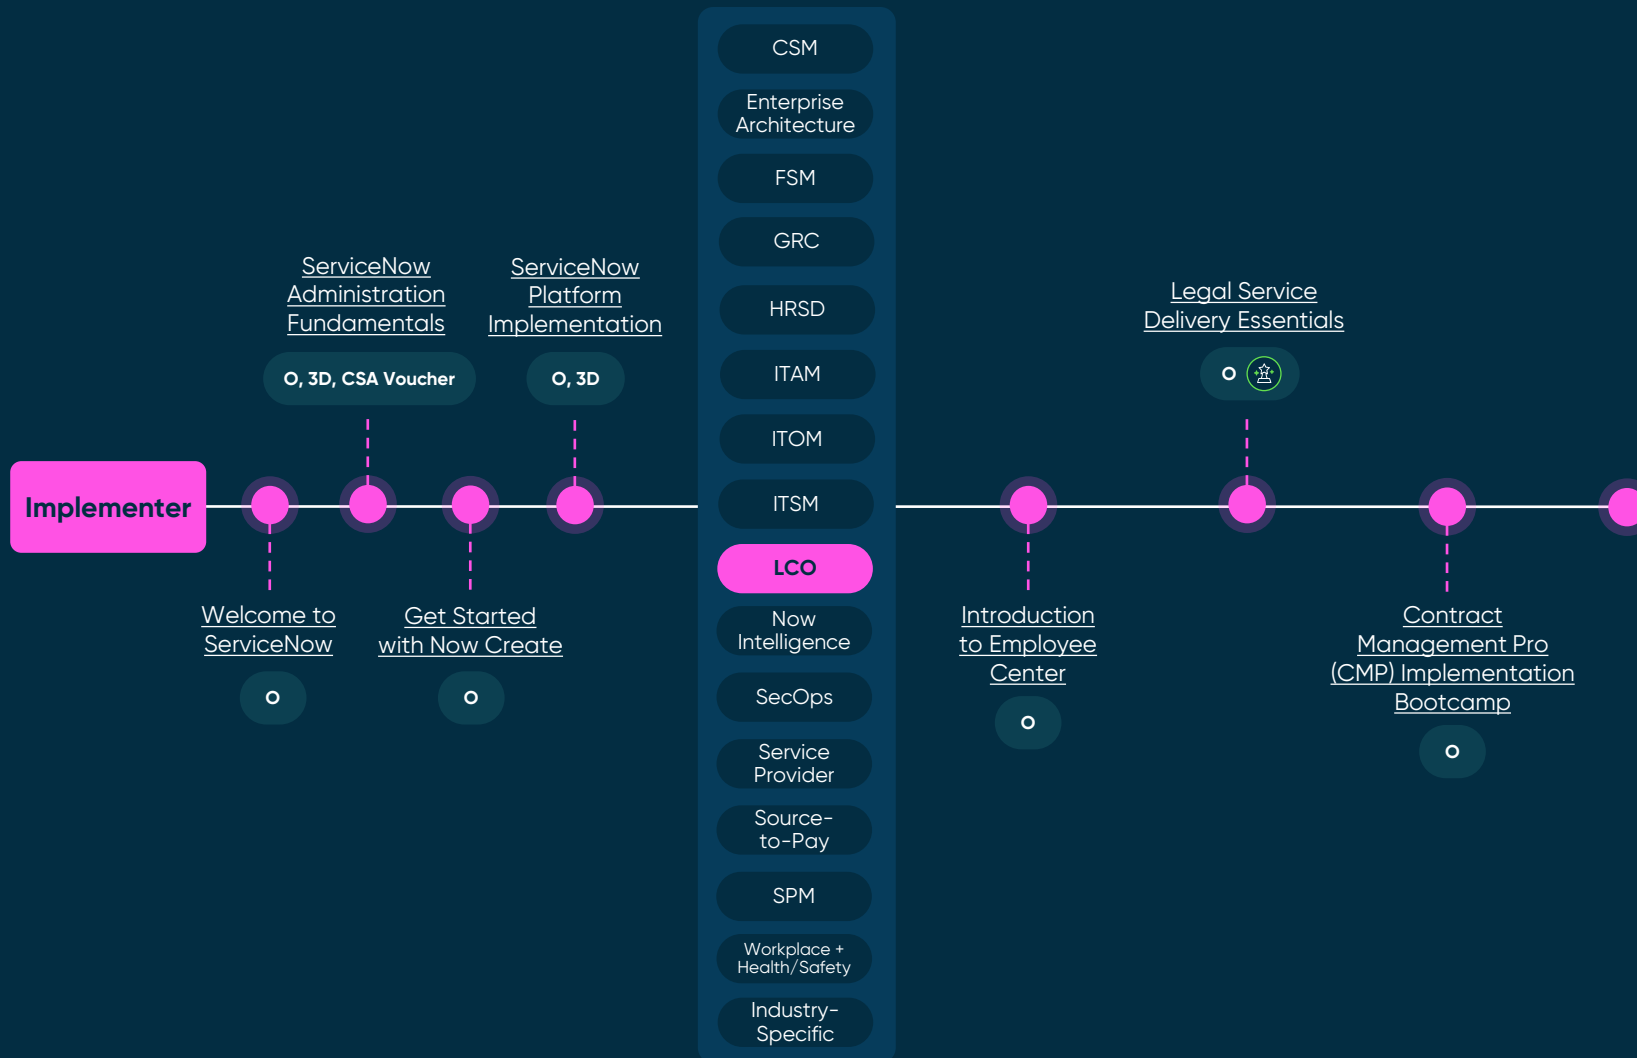 Implementer
Welcome to
ServiceNow
O
ServiceNow
Administration
Fundamentals
O, 3D, CSA Voucher
Get Started
with Now Create
O
ServiceNow
Platform
Implementation
O, 3D
CSM
Enterprise
Architecture
FSM
GRC
HRSD
ITAM
ITOM
ITSM
LCO
Now
Intelligence
SecOps
Service
Provider
Source-
to-Pay
SPM
Workplace +
Health/Safety
Industry-
Specific
Introduction
to Employee
Center
O
Legal Service
Delivery Essentials
O
Contract
Management Pro
(CMP) Implementation
Bootcamp
O